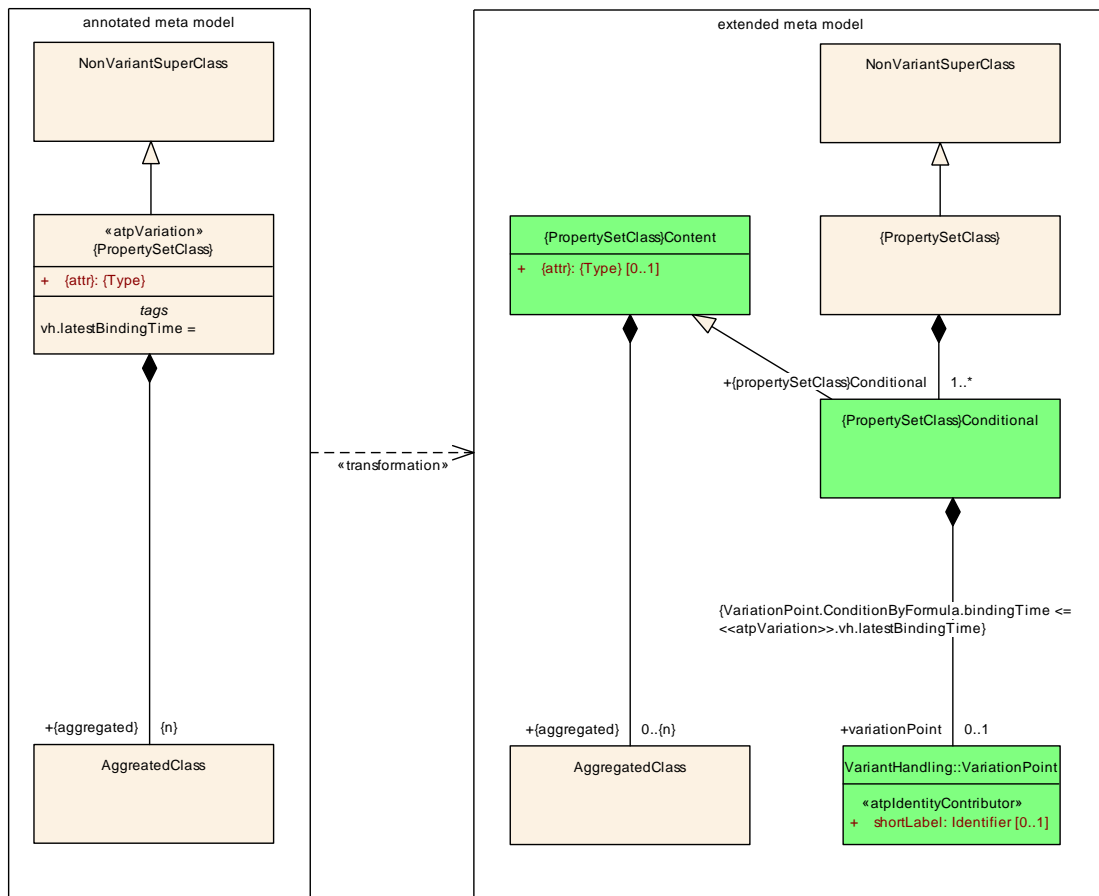 annotated meta model
NonVariantSuperClass
«atpVariation»
{PropertySetClass}
+ {attr}: {Type}
tags
vh.latestBindingTime =
+{aggregated} {n}
AggreatedClass
«transformation»
extended meta model
NonVariantSuperClass
{PropertySetClass}Content
+ {attr}: {Type} [0..1]
{PropertySetClass}
+{propertySetClass}Conditional 1..*
{PropertySetClass}Conditional
{VariationPoint.ConditionByFormula.bindingTime <=
<<atpVariation>>.vh.latestBindingTime}
+{aggregated} 0..{n}
AggregatedClass
+variationPoint 0..1
VariantHandling::VariationPoint
«atpIdentityContributor»
+ shortLabel: Identifier [0..1]